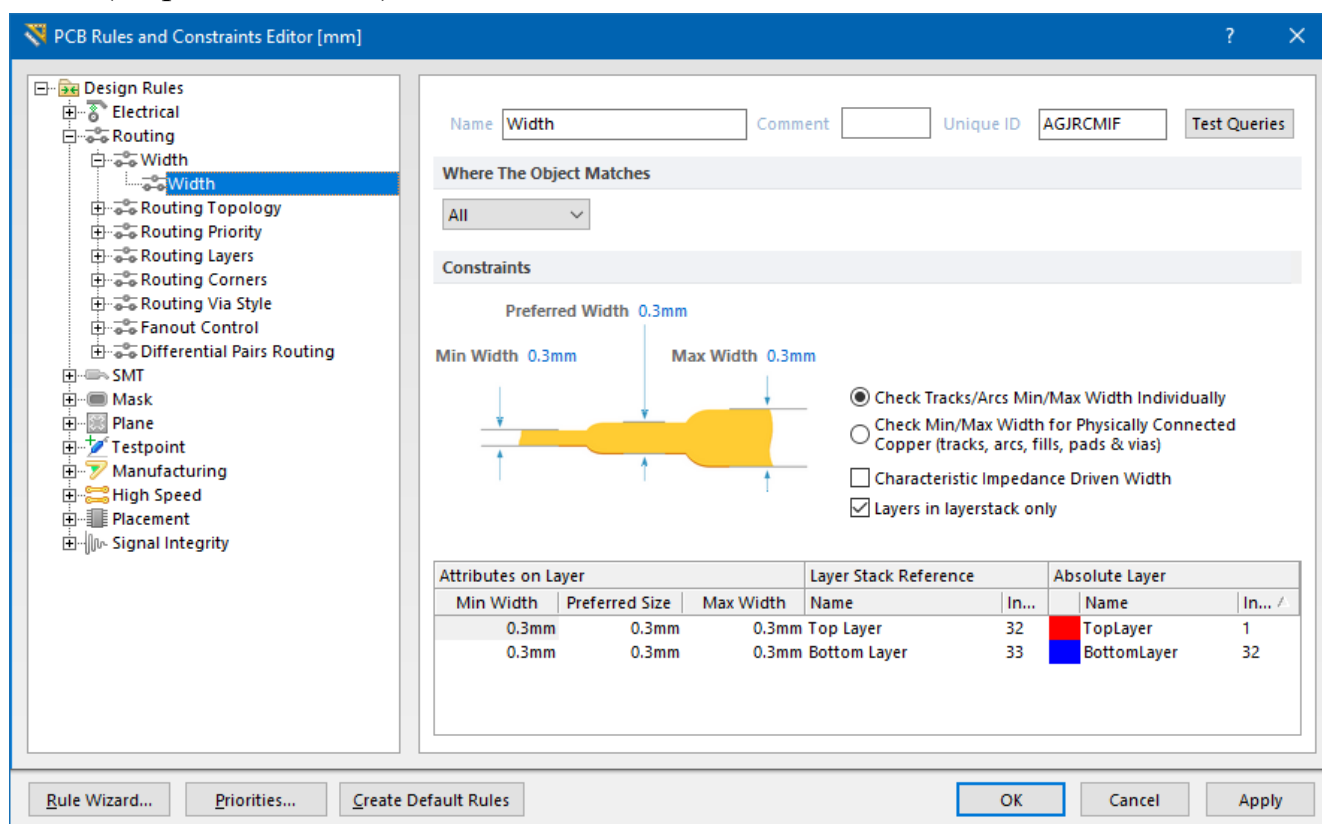 PCB Rules and Constraints Editor [mm] ? ×
Design Rules
Electrical
Routing
Width
Width
Routing Topology
Routing Priority
Routing Layers
Routing Corners
Routing Via Style
Fanout Control
Differential Pairs Routing
SMT
Mask
Plane
Testpoint
Manufacturing
High Speed
Placement
Signal Integrity
Name Width Comment Unique ID AGJRCMIF Test Queries
Where The Object Matches
All
Constraints
Preferred Width 0.3mm
Min Width 0.3mm Max Width 0.3mm
Check Tracks/Arcs Min/Max Width Individually
Check Min/Max Width for Physically Connected
Copper (tracks, arcs, fills, pads & vias)
Characteristic Impedance Driven Width
Layers in layerstack only
Attributes on Layer Layer Stack Reference Absolute Layer
Min Width Preferred Size Max Width Name In... Name In...
0.3mm 0.3mm 0.3mm Top Layer 32 TopLayer 1
0.3mm 0.3mm 0.3mm Bottom Layer 33 BottomLayer 32
Rule Wizard... Priorities... Create Default Rules OK Cancel Apply